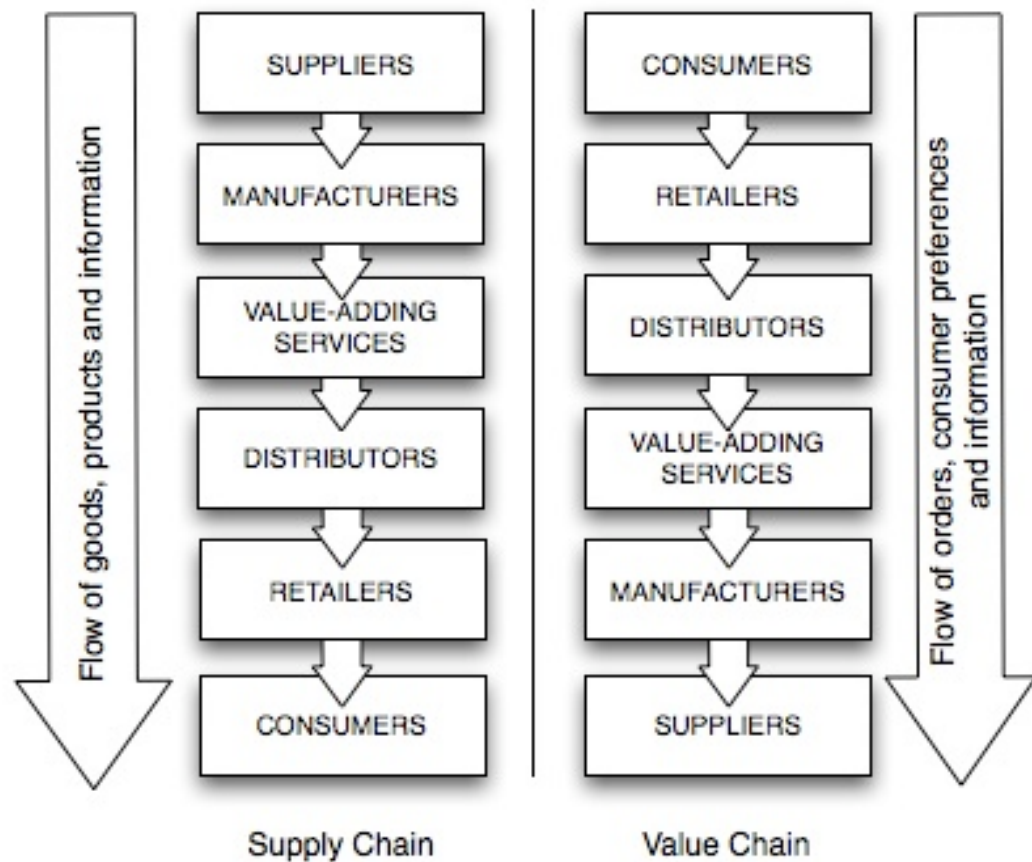 Flow of goods, products and information
SUPPLIERS
MANUFACTURERS
VALUE-ADDING
SERVICES
DISTRIBUTORS
RETAILERS
CONSUMERS
Supply Chain
CONSUMERS
RETAILERS
DISTRIBUTORS
VALUE-ADDING
SERVICES
MANUFACTURERS
SUPPLIERS
Value Chain
Flow of orders, consumer preferences
and information